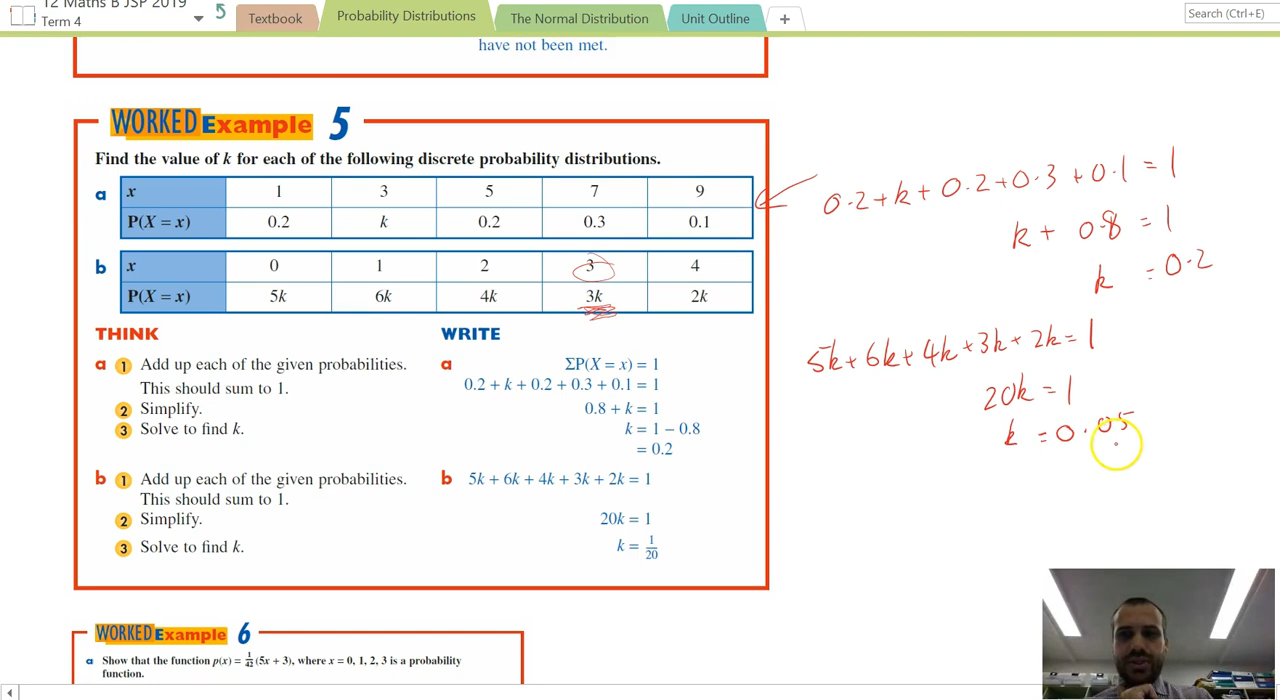 12 Maths B JSP 2019
Term 4
Textbook
Probability Distributions
The Normal Distribution
Unit Outline
+
Search (Ctrl+E)
have not been met.
WORKED Example 5
Find the value of k for each of the following discrete probability distributions.
a x 1 3 5 7 9
P(X = x) 0.2 k 0.2 0.3 0.1
b x 0 1 2 3 4
P(X = x) 5k 6k 4k 3k 2k
THINK WRITE
a 1 Add up each of the given probabilities. a ΣP(X = x) = 1
This should sum to 1. 0.2 + k + 0.2 + 0.3 + 0.1 = 1
2 Simplify. 0.8 + k = 1
3 Solve to find k. k = 1 − 0.8
= 0.2
b 1 Add up each of the given probabilities. b 5k + 6k + 4k + 3k + 2k = 1
This should sum to 1.
2 Simplify. 20k = 1
3 Solve to find k. k = 1/20
0.2 + k + 0.2 + 0.3 + 0.1 = 1
k + 0.8 = 1
k = 0.2
5k + 6k + 4k + 3k + 2k = 1
20k = 1
k = 0.05
WORKED Example 6
a Show that the function p(x) = 1/42 (5x + 3), where x = 0, 1, 2, 3 is a probability
function.